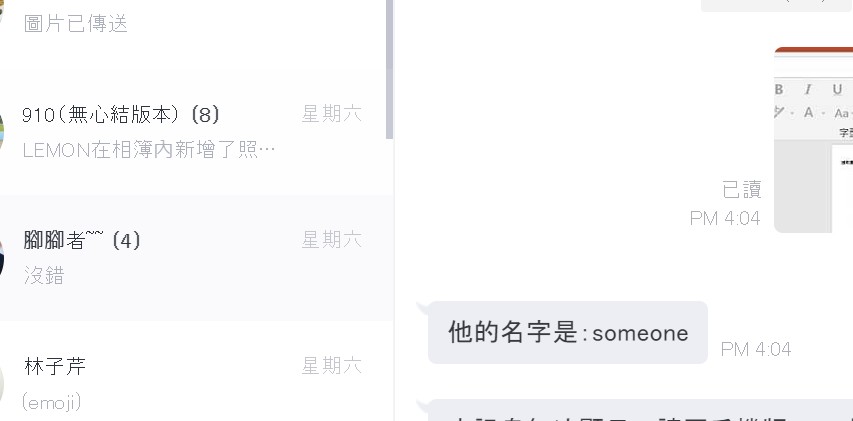 圖片已傳送
910(無心結版本) (8)
星期六
LEMON在相簿內新增了照…
腳腳者~~ (4)
星期六
沒錯
林子芹
星期六
(emoji)
B I U
A Aa
已讀
PM 4:04
他的名字是:someone
PM 4:04